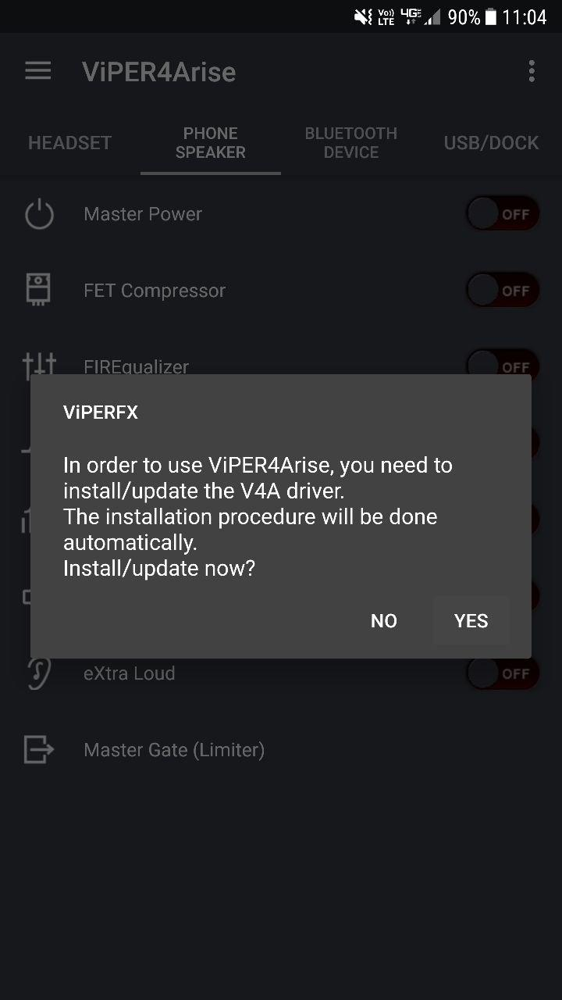 Vo))
LTE
4GE
90%
11:04
ViPER4Arise
HEADSET
PHONE
SPEAKER
BLUETOOTH
DEVICE
USB/DOCK
Master Power
OFF
FET Compressor
OFF
FIREqualizer
OFF
ViPERFX
In order to use ViPER4Arise, you need to
install/update the V4A driver.
The installation procedure will be done
automatically.
Install/update now?
NO
YES
eXtra Loud
OFF
Master Gate (Limiter)